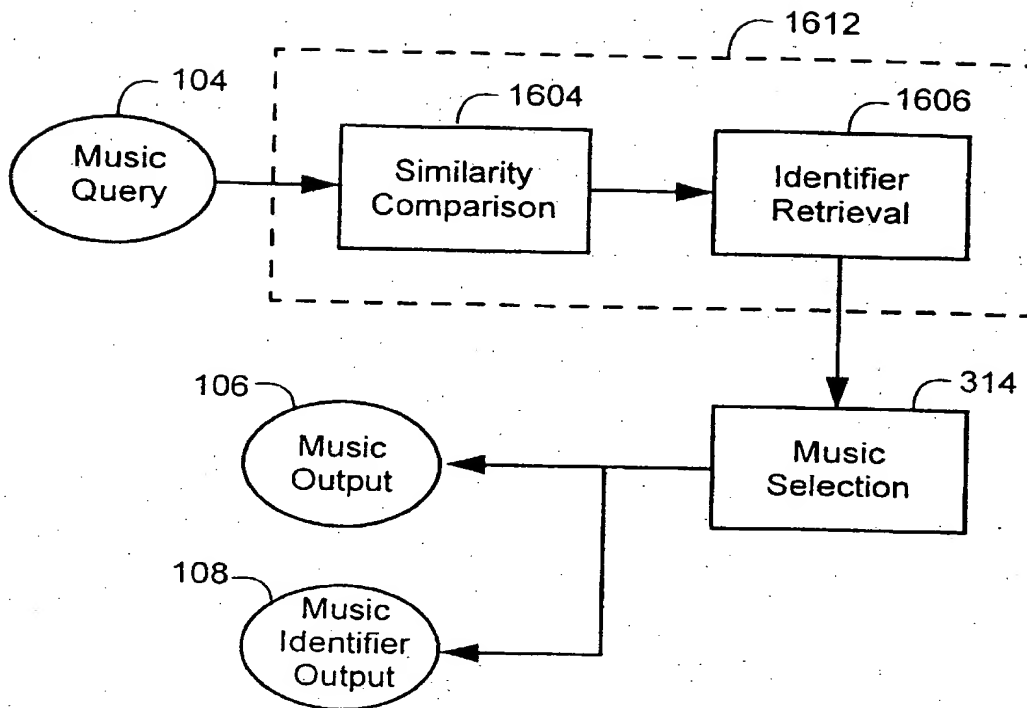 1612
104
1604
1606
Music
Query
Similarity
Comparison
Identifier
Retrieval
106
314
Music
Output
Music
Selection
108
Music
Identifier
Output